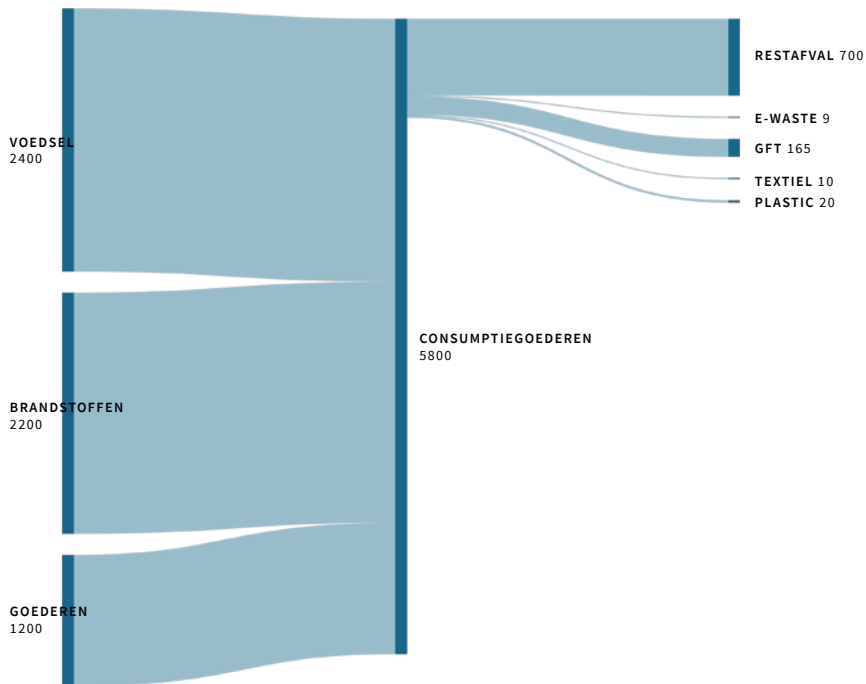 VOEDSEL
2400
BRANDSTOFFEN
2200
GOEDEREN
1200
CONSUMPTIEGOEDEREN
5800
RESTAFVAL 700
E-WASTE 9
GFT 165
TEXTIEL 10
PLASTIC 20